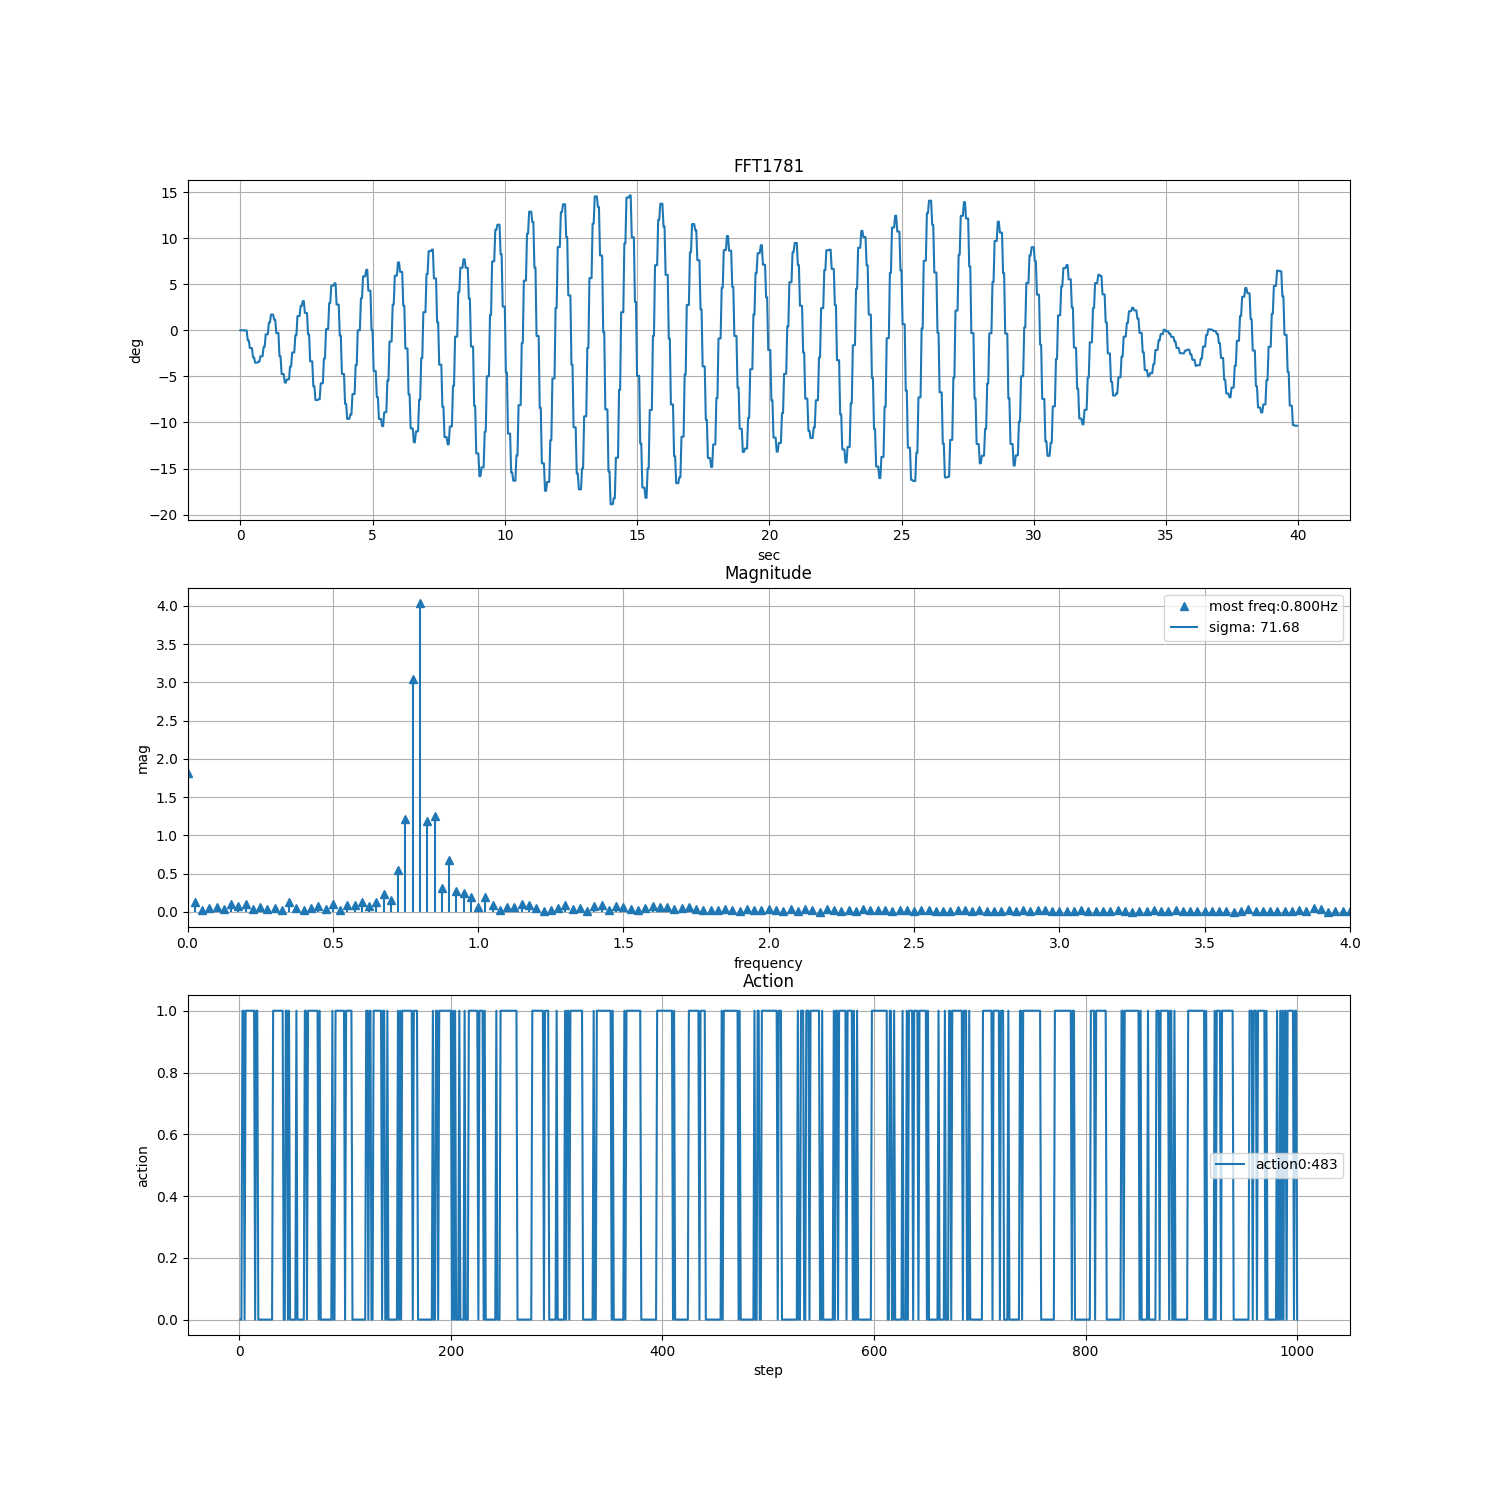 FFT1781
15
10
5
0
−5
−10
−15
−20
deg
0 5 10 15 20 25 30 35 40
sec
Magnitude
4.0
3.5
3.0
2.5
2.0
1.5
1.0
0.5
0.0
mag
most freq:0.800Hz
sigma: 71.68
0.0 0.5 1.0 1.5 2.0 2.5 3.0 3.5 4.0
frequency
Action
1.0
0.8
0.6
0.4
0.2
0.0
action
action0:483
0 200 400 600 800 1000
step